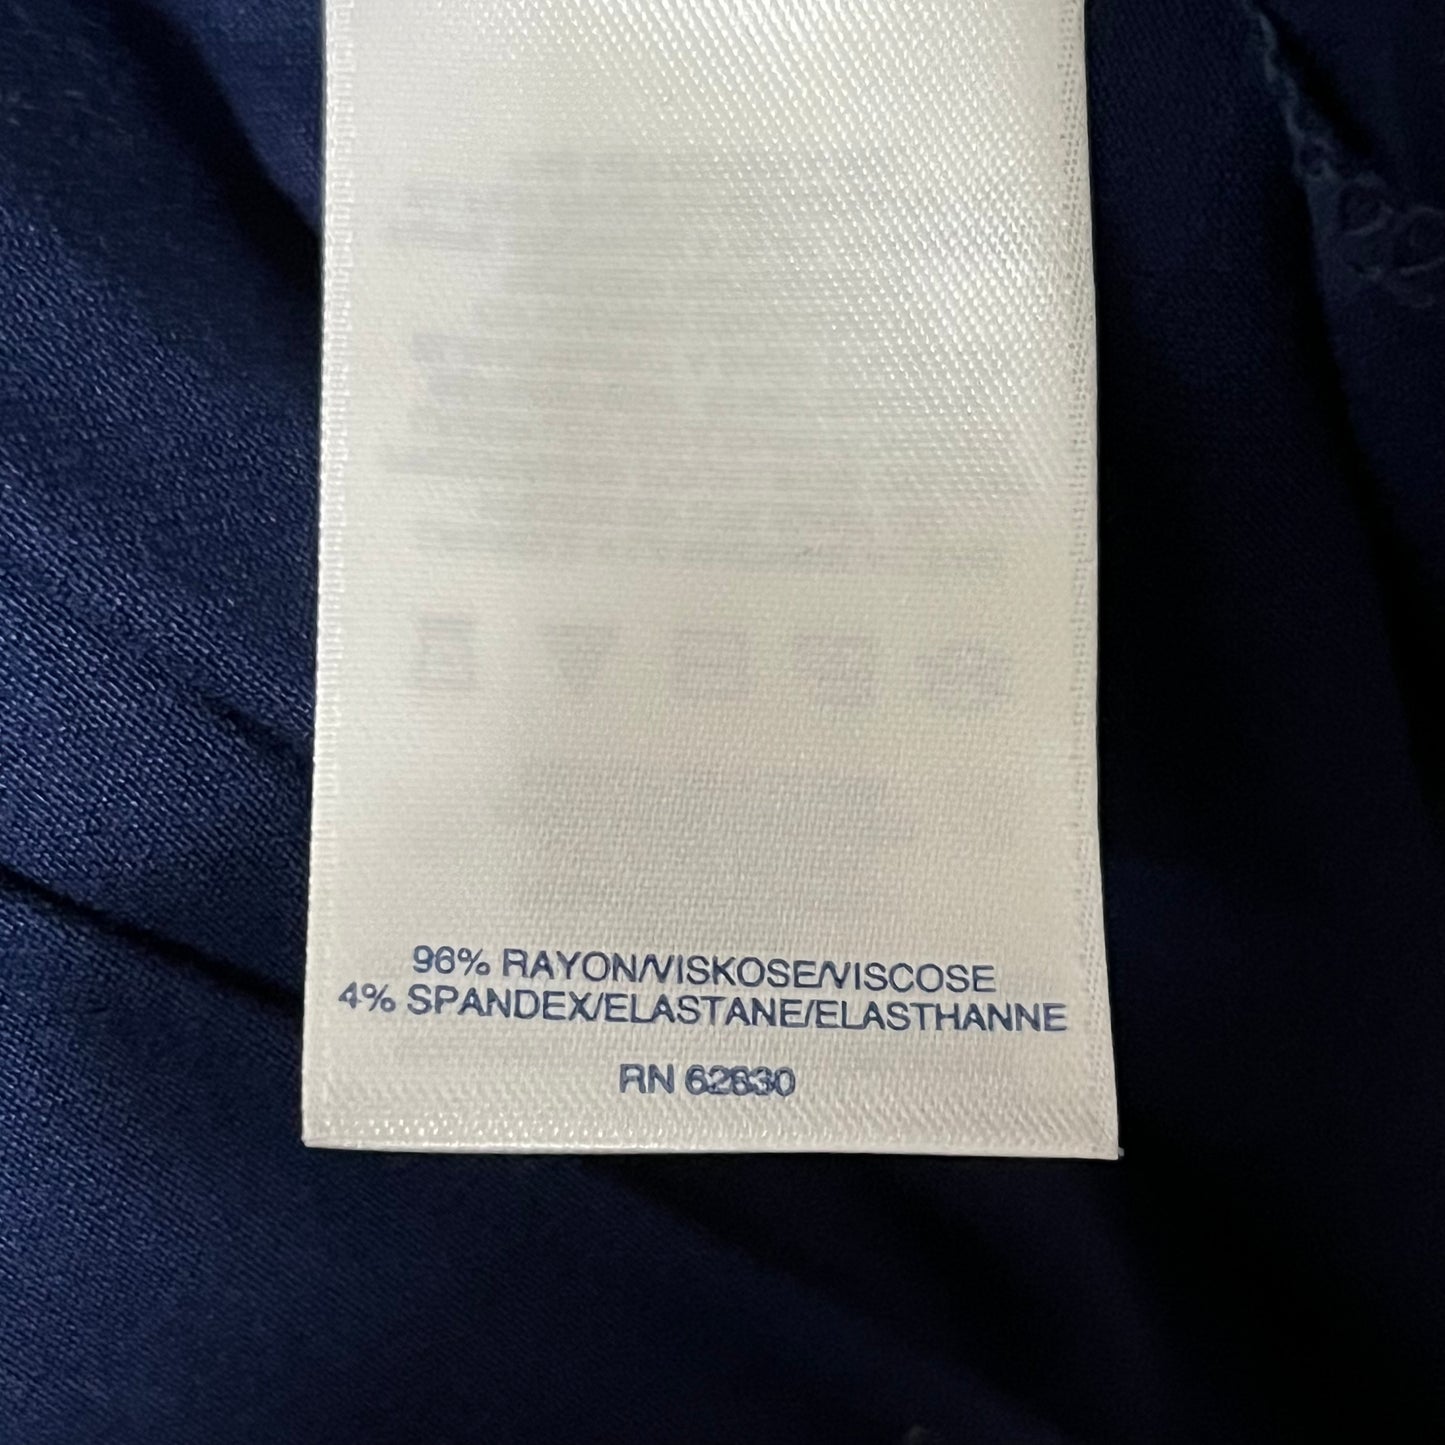 96% RAYON/VISKOSE/VISCOSE
4% SPANDEX/ELASTANE/ELASTHANNE
RN 62630